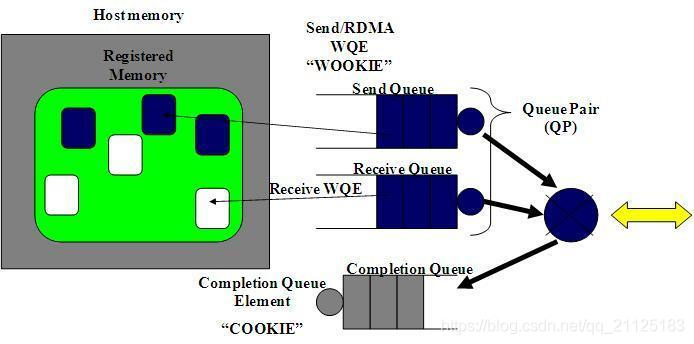 Host memory
Registered
Memory
Send/RDMA
WQE
“WOOKIE”
Send Queue
Queue Pair
(QP)
Receive Queue
Receive WQE
Completion Queue
Completion Queue
Element
“COOKIE”
https://blog.csdn.net/qq_21125183